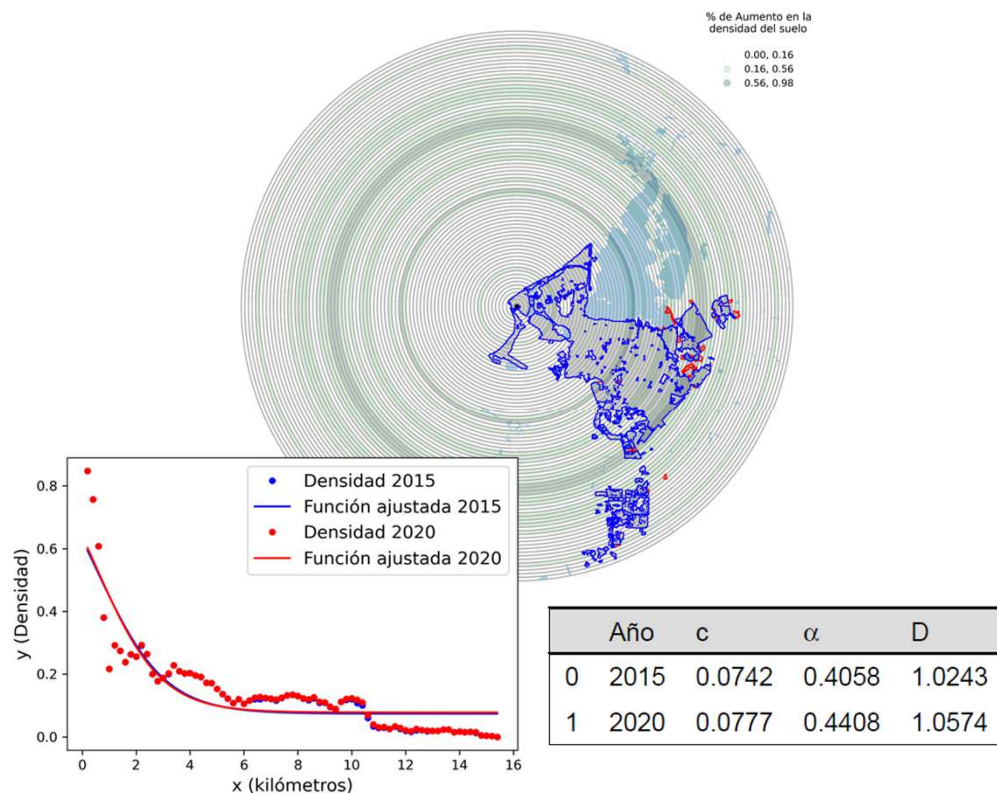 % de Aumento en la
densidad del suelo
0.00, 0.16
0.16, 0.56
0.56, 0.98
Densidad 2015
Función ajustada 2015
Densidad 2020
Función ajustada 2020
y (Densidad)
0.8
0.6
0.4
0.2
0.0
0 2 4 6 8 10 12 14 16
x (kilómetros)
Año c α D
0 2015 0.0742 0.4058 1.0243
1 2020 0.0777 0.4408 1.0574